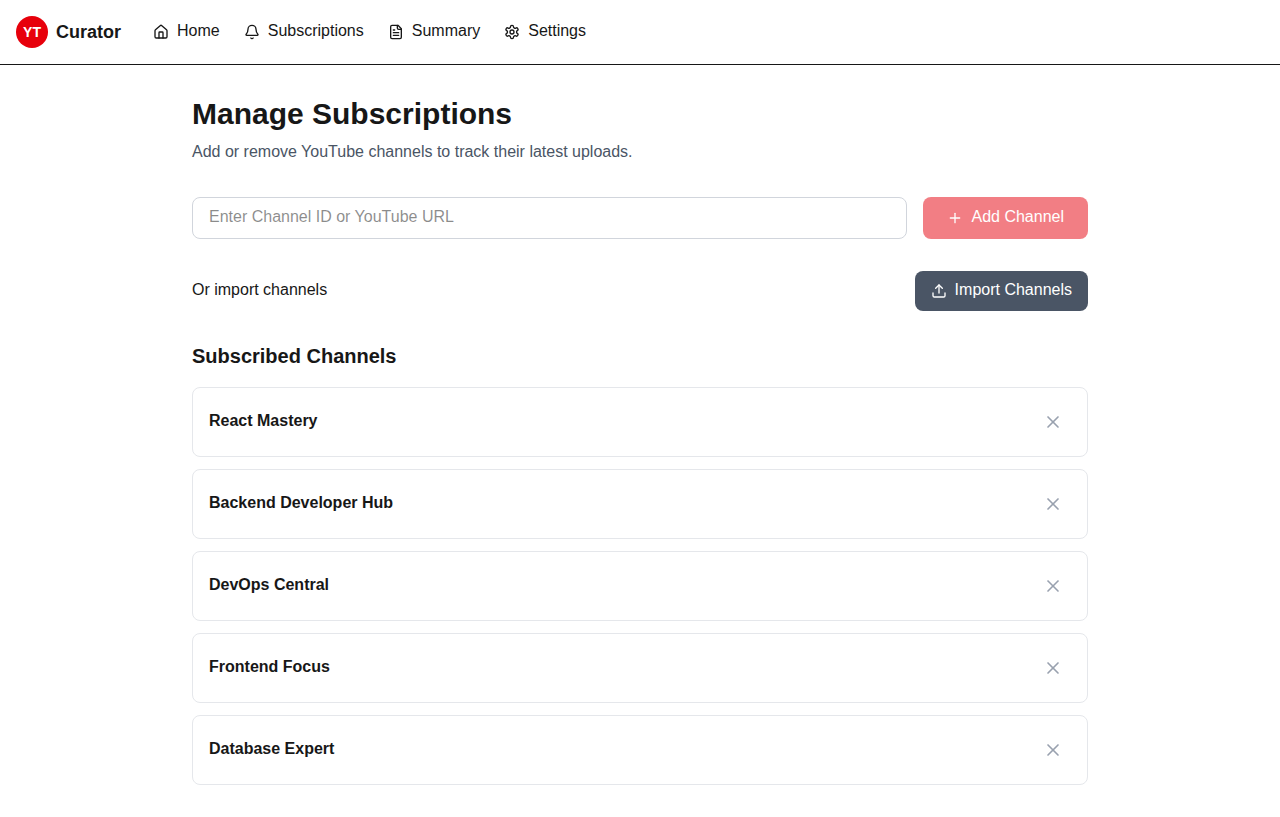 YT Curator Home Subscriptions Summary Settings
Manage Subscriptions
Add or remove YouTube channels to track their latest uploads.
Enter Channel ID or YouTube URL Add Channel
Or import channels Import Channels
Subscribed Channels
React Mastery
Backend Developer Hub
DevOps Central
Frontend Focus
Database Expert